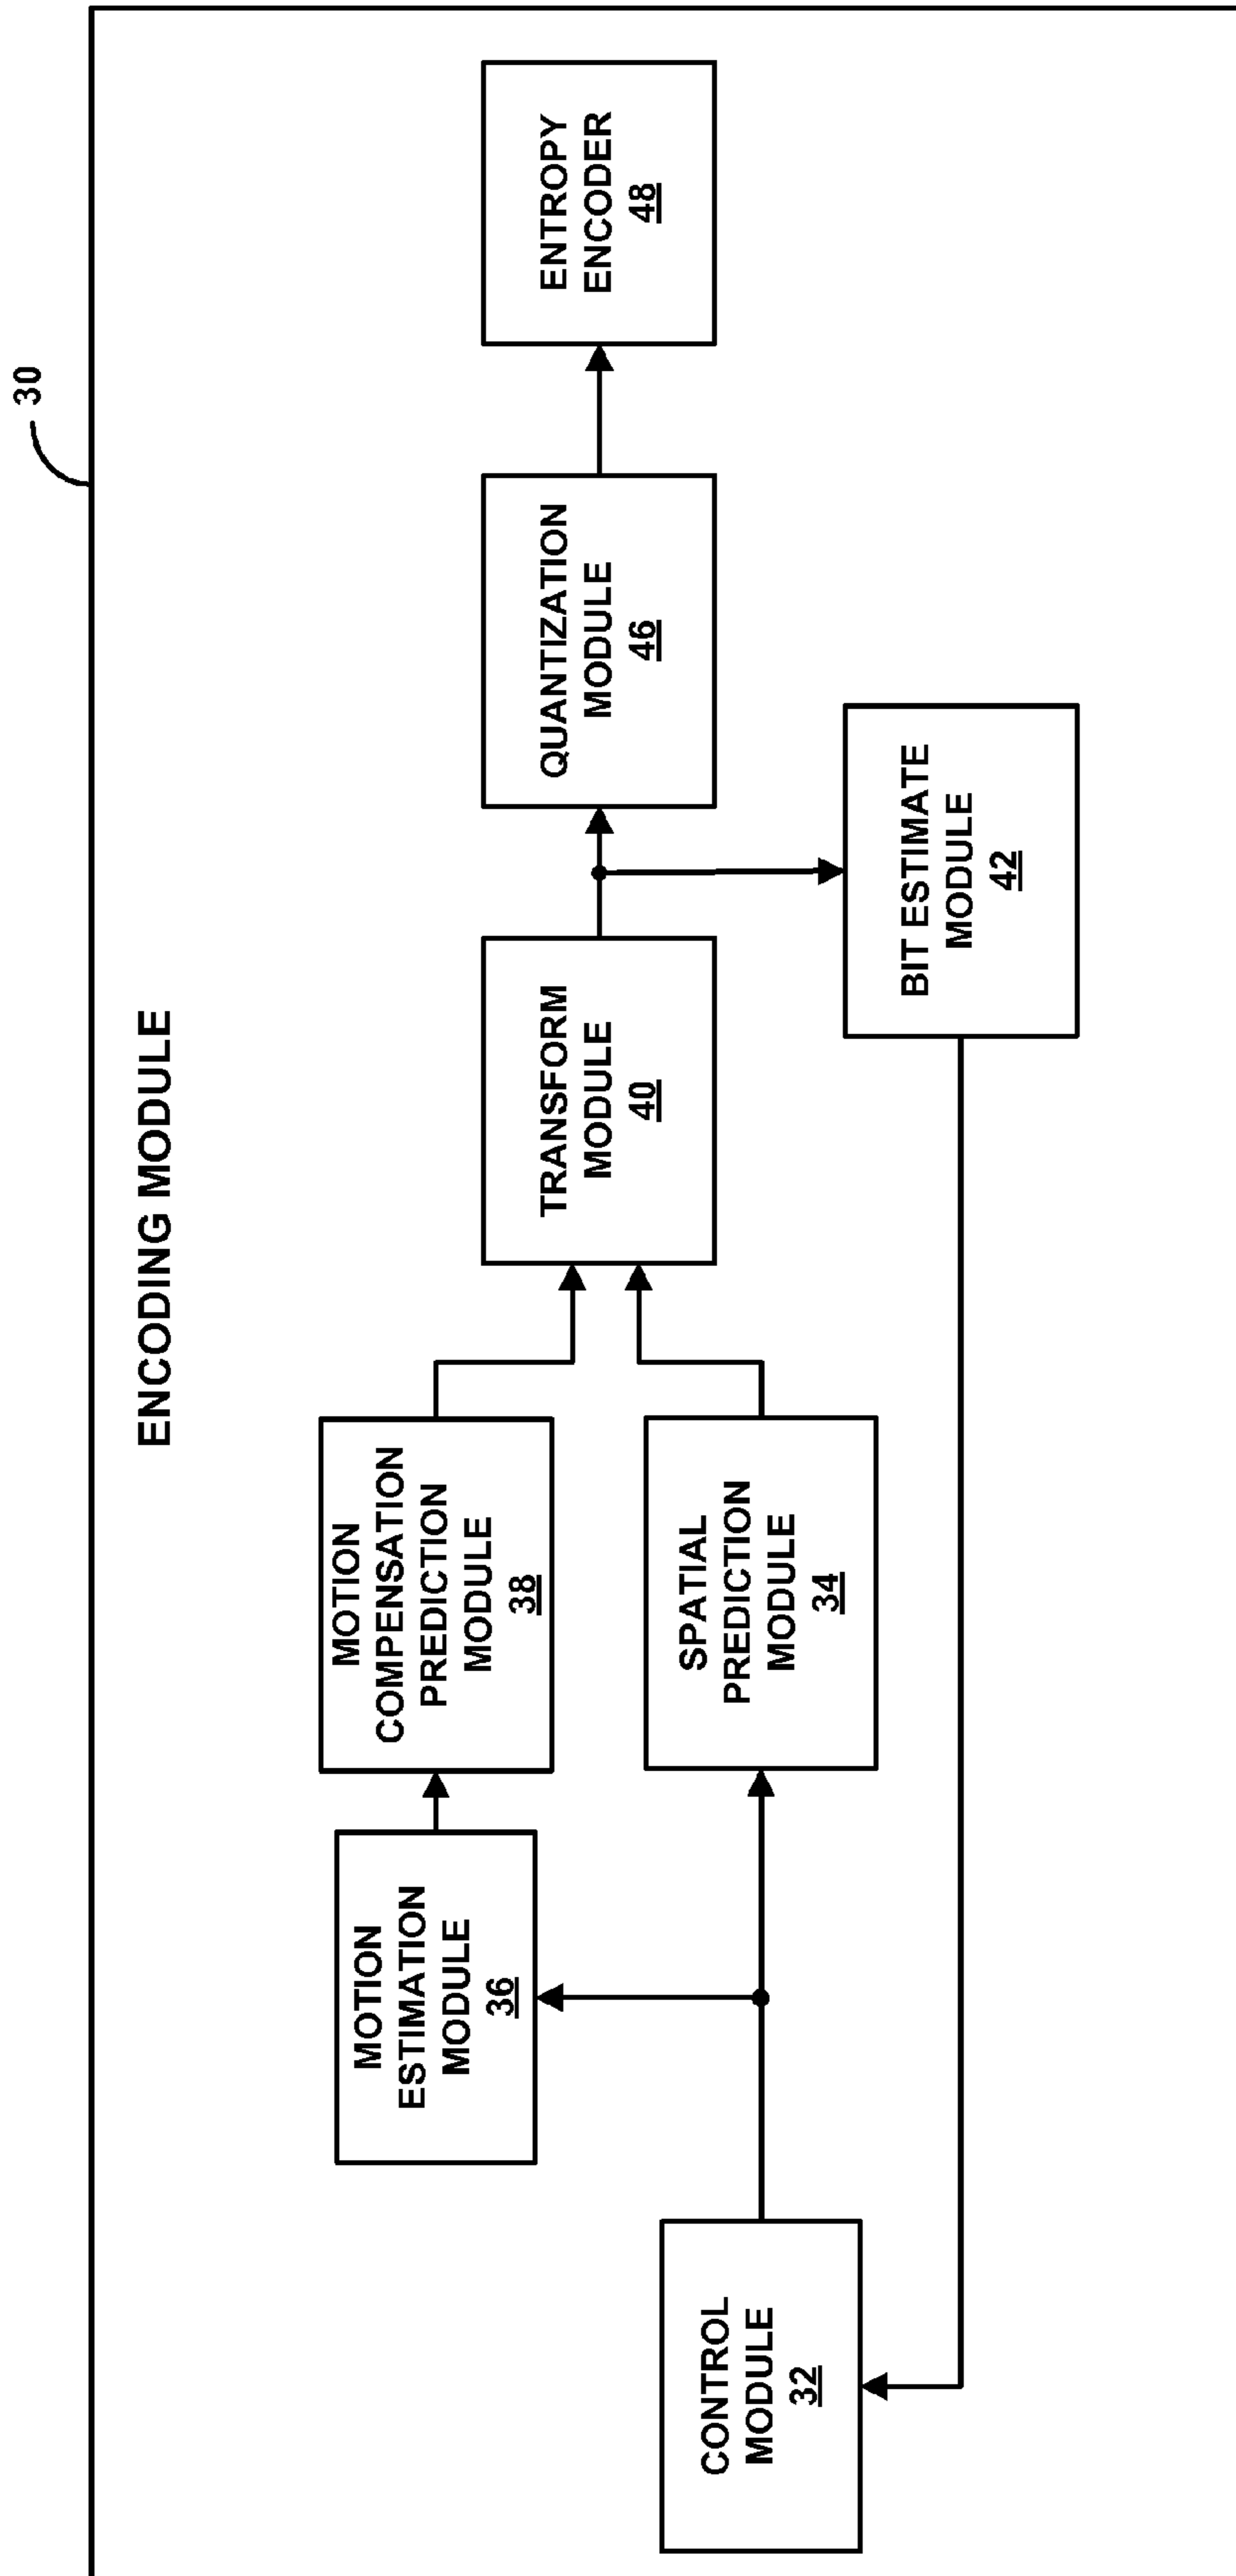 30
ENCODING MODULE
CONTROL
MODULE
32
MOTION
ESTIMATION
MODULE
36
MOTION
COMPENSATION
PREDICTION
MODULE
38
SPATIAL
PREDICTION
MODULE
34
TRANSFORM
MODULE
40
QUANTIZATION
MODULE
46
BIT ESTIMATE
MODULE
42
ENTROPY
ENCODER
48